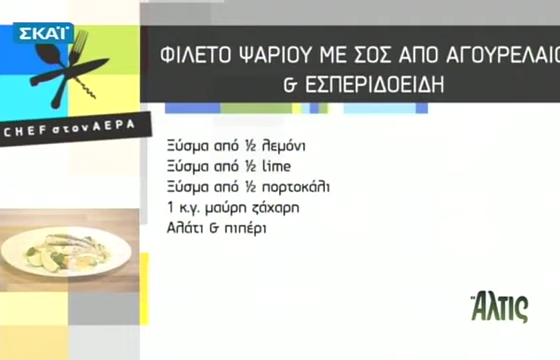 ΣΚΑΪ
ΦΙΛΕΤΟ ΨΑΡΙΟΥ ΜΕ ΣΟΣ ΑΠΟ ΑΓΟΥΡΕΛΑΙΟ
& ΕΣΠΕΡΙΔΟΕΙΔΗ
CHEF στον ΑΕΡΑ
Ξύσμα από ½ λεμόνι
Ξύσμα από ½ lime
Ξύσμα από ½ πορτοκάλι
1 κ.γ. μαύρη ζάχαρη
Αλάτι & πιπέρι
Άλτις